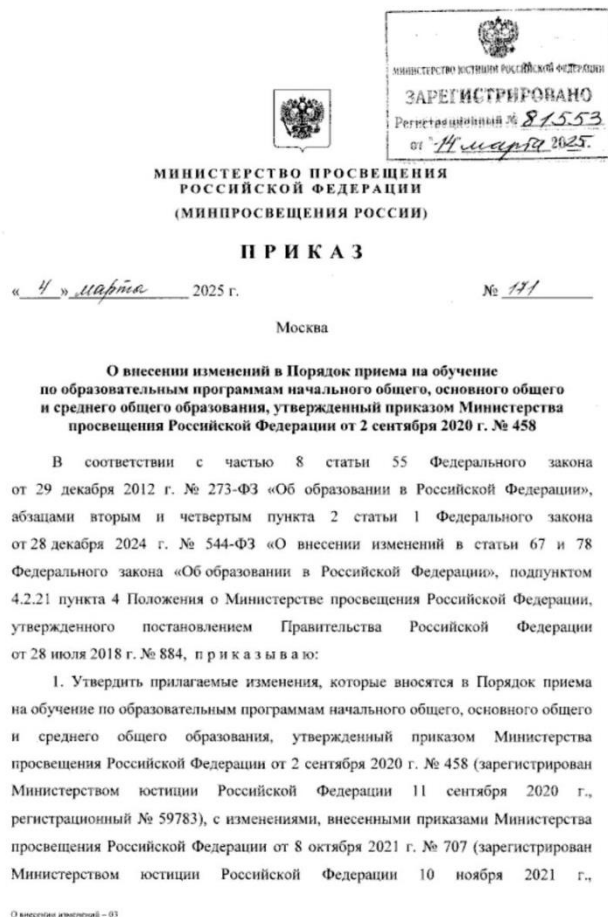 МИНИСТЕРСТВО ЮСТИЦИИ РОССИЙСКОЙ ФЕДЕРАЦИИ
ЗАРЕГИСТРИРОВАНО
Регистрационный № 81553
от "14 марта 2025.
МИНИСТЕРСТВО ПРОСВЕЩЕНИЯ
РОССИЙСКОЙ ФЕДЕРАЦИИ
(МИНПРОСВЕЩЕНИЯ РОССИИ)
ПРИКАЗ
« 4 » марта 2025 г.
№ 171
Москва
О внесении изменений в Порядок приема на обучение
по образовательным программам начального общего, основного общего
и среднего общего образования, утвержденный приказом Министерства
просвещения Российской Федерации от 2 сентября 2020 г. № 458
В соответствии с частью 8 статьи 55 Федерального закона
от 29 декабря 2012 г. № 273-ФЗ «Об образовании в Российской Федерации»,
абзацами вторым и четвертым пункта 2 статьи 1 Федерального закона
от 28 декабря 2024 г. № 544-ФЗ «О внесении изменений в статьи 67 и 78
Федерального закона «Об образовании в Российской Федерации», подпунктом
4.2.21 пункта 4 Положения о Министерстве просвещения Российской Федерации,
утвержденного постановлением Правительства Российской Федерации
от 28 июля 2018 г. № 884, п р и к а з ы в а ю:
1. Утвердить прилагаемые изменения, которые вносятся в Порядок приема
на обучение по образовательным программам начального общего, основного общего
и среднего общего образования, утвержденный приказом Министерства
просвещения Российской Федерации от 2 сентября 2020 г. № 458 (зарегистрирован
Министерством юстиции Российской Федерации 11 сентября 2020 г.,
регистрационный № 59783), с изменениями, внесенными приказами Министерства
просвещения Российской Федерации от 8 октября 2021 г. № 707 (зарегистрирован
Министерством юстиции Российской Федерации 10 ноября 2021 г.,
О внесении изменений – 03